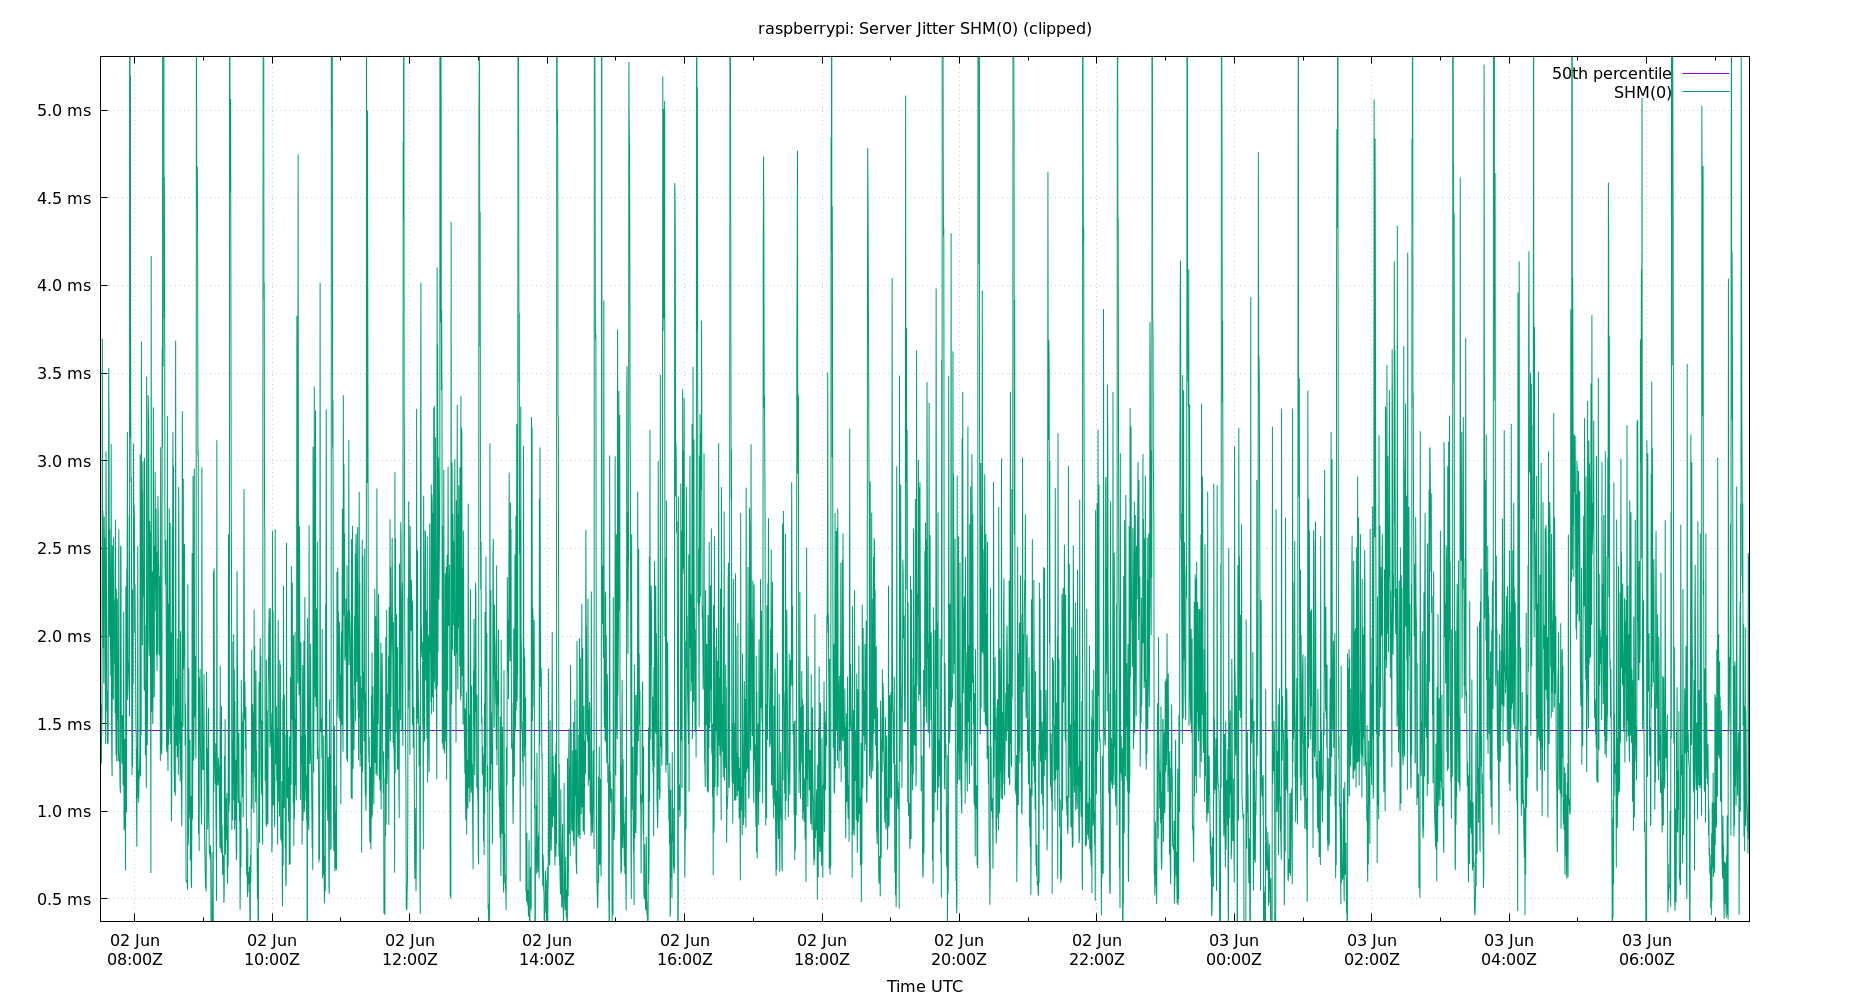 raspberrypi: Server Jitter SHM(0) (clipped)
50th percentile
SHM(0)
5.0 ms
4.5 ms
4.0 ms
3.5 ms
3.0 ms
2.5 ms
2.0 ms
1.5 ms
1.0 ms
0.5 ms
02 Jun 02 Jun 02 Jun 02 Jun 02 Jun 02 Jun 02 Jun 02 Jun 03 Jun 03 Jun 03 Jun 03 Jun
08:00Z 10:00Z 12:00Z 14:00Z 16:00Z 18:00Z 20:00Z 22:00Z 00:00Z 02:00Z 04:00Z 06:00Z
Time UTC